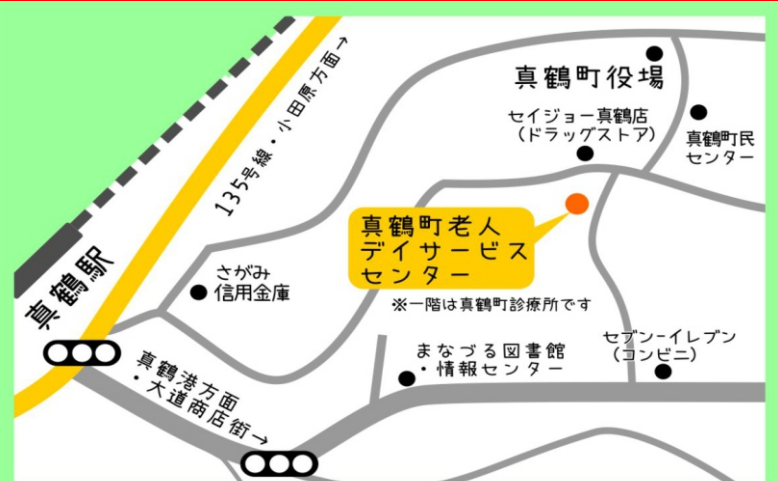 135号線・小田原方面→
真鶴町役場
セイジョー真鶴店
(ドラッグストア)
真鶴町民
センター
真鶴町老人
デイサービス
センター
※一階は真鶴町診療所です
真鶴駅
さがみ
信用金庫
真鶴港方面
・大道商店街→
まなづる図書館
・情報センター
セブン-イレブン
(コンビニ)